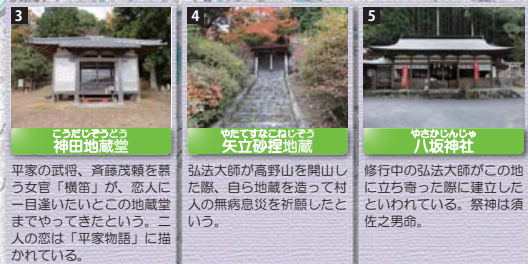 3
こうだじぞうどう
神田地蔵堂
平家の武将、斉藤茂頼を慕
う女官「横笛」が、恋人に
一目逢いたいとこの地蔵堂
までやってきたという。二
人の恋は「平家物語」に描
かれている。
4
やたてすなごねじぞう
矢立砂捏地蔵
弘法大師が高野山を開山し
た際、自ら地蔵を造って村
人の無病息災を祈願したと
いう。
5
やさかじんじゃ
八坂神社
修行中の弘法大師がこの地
に立ち寄った際に建立した
といわれている。祭神は須
佐之男命。